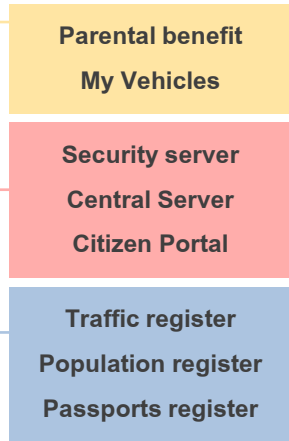 Parental benefit
My Vehicles
Security server
Central Server
Citizen Portal
Traffic register
Population register
Passports register